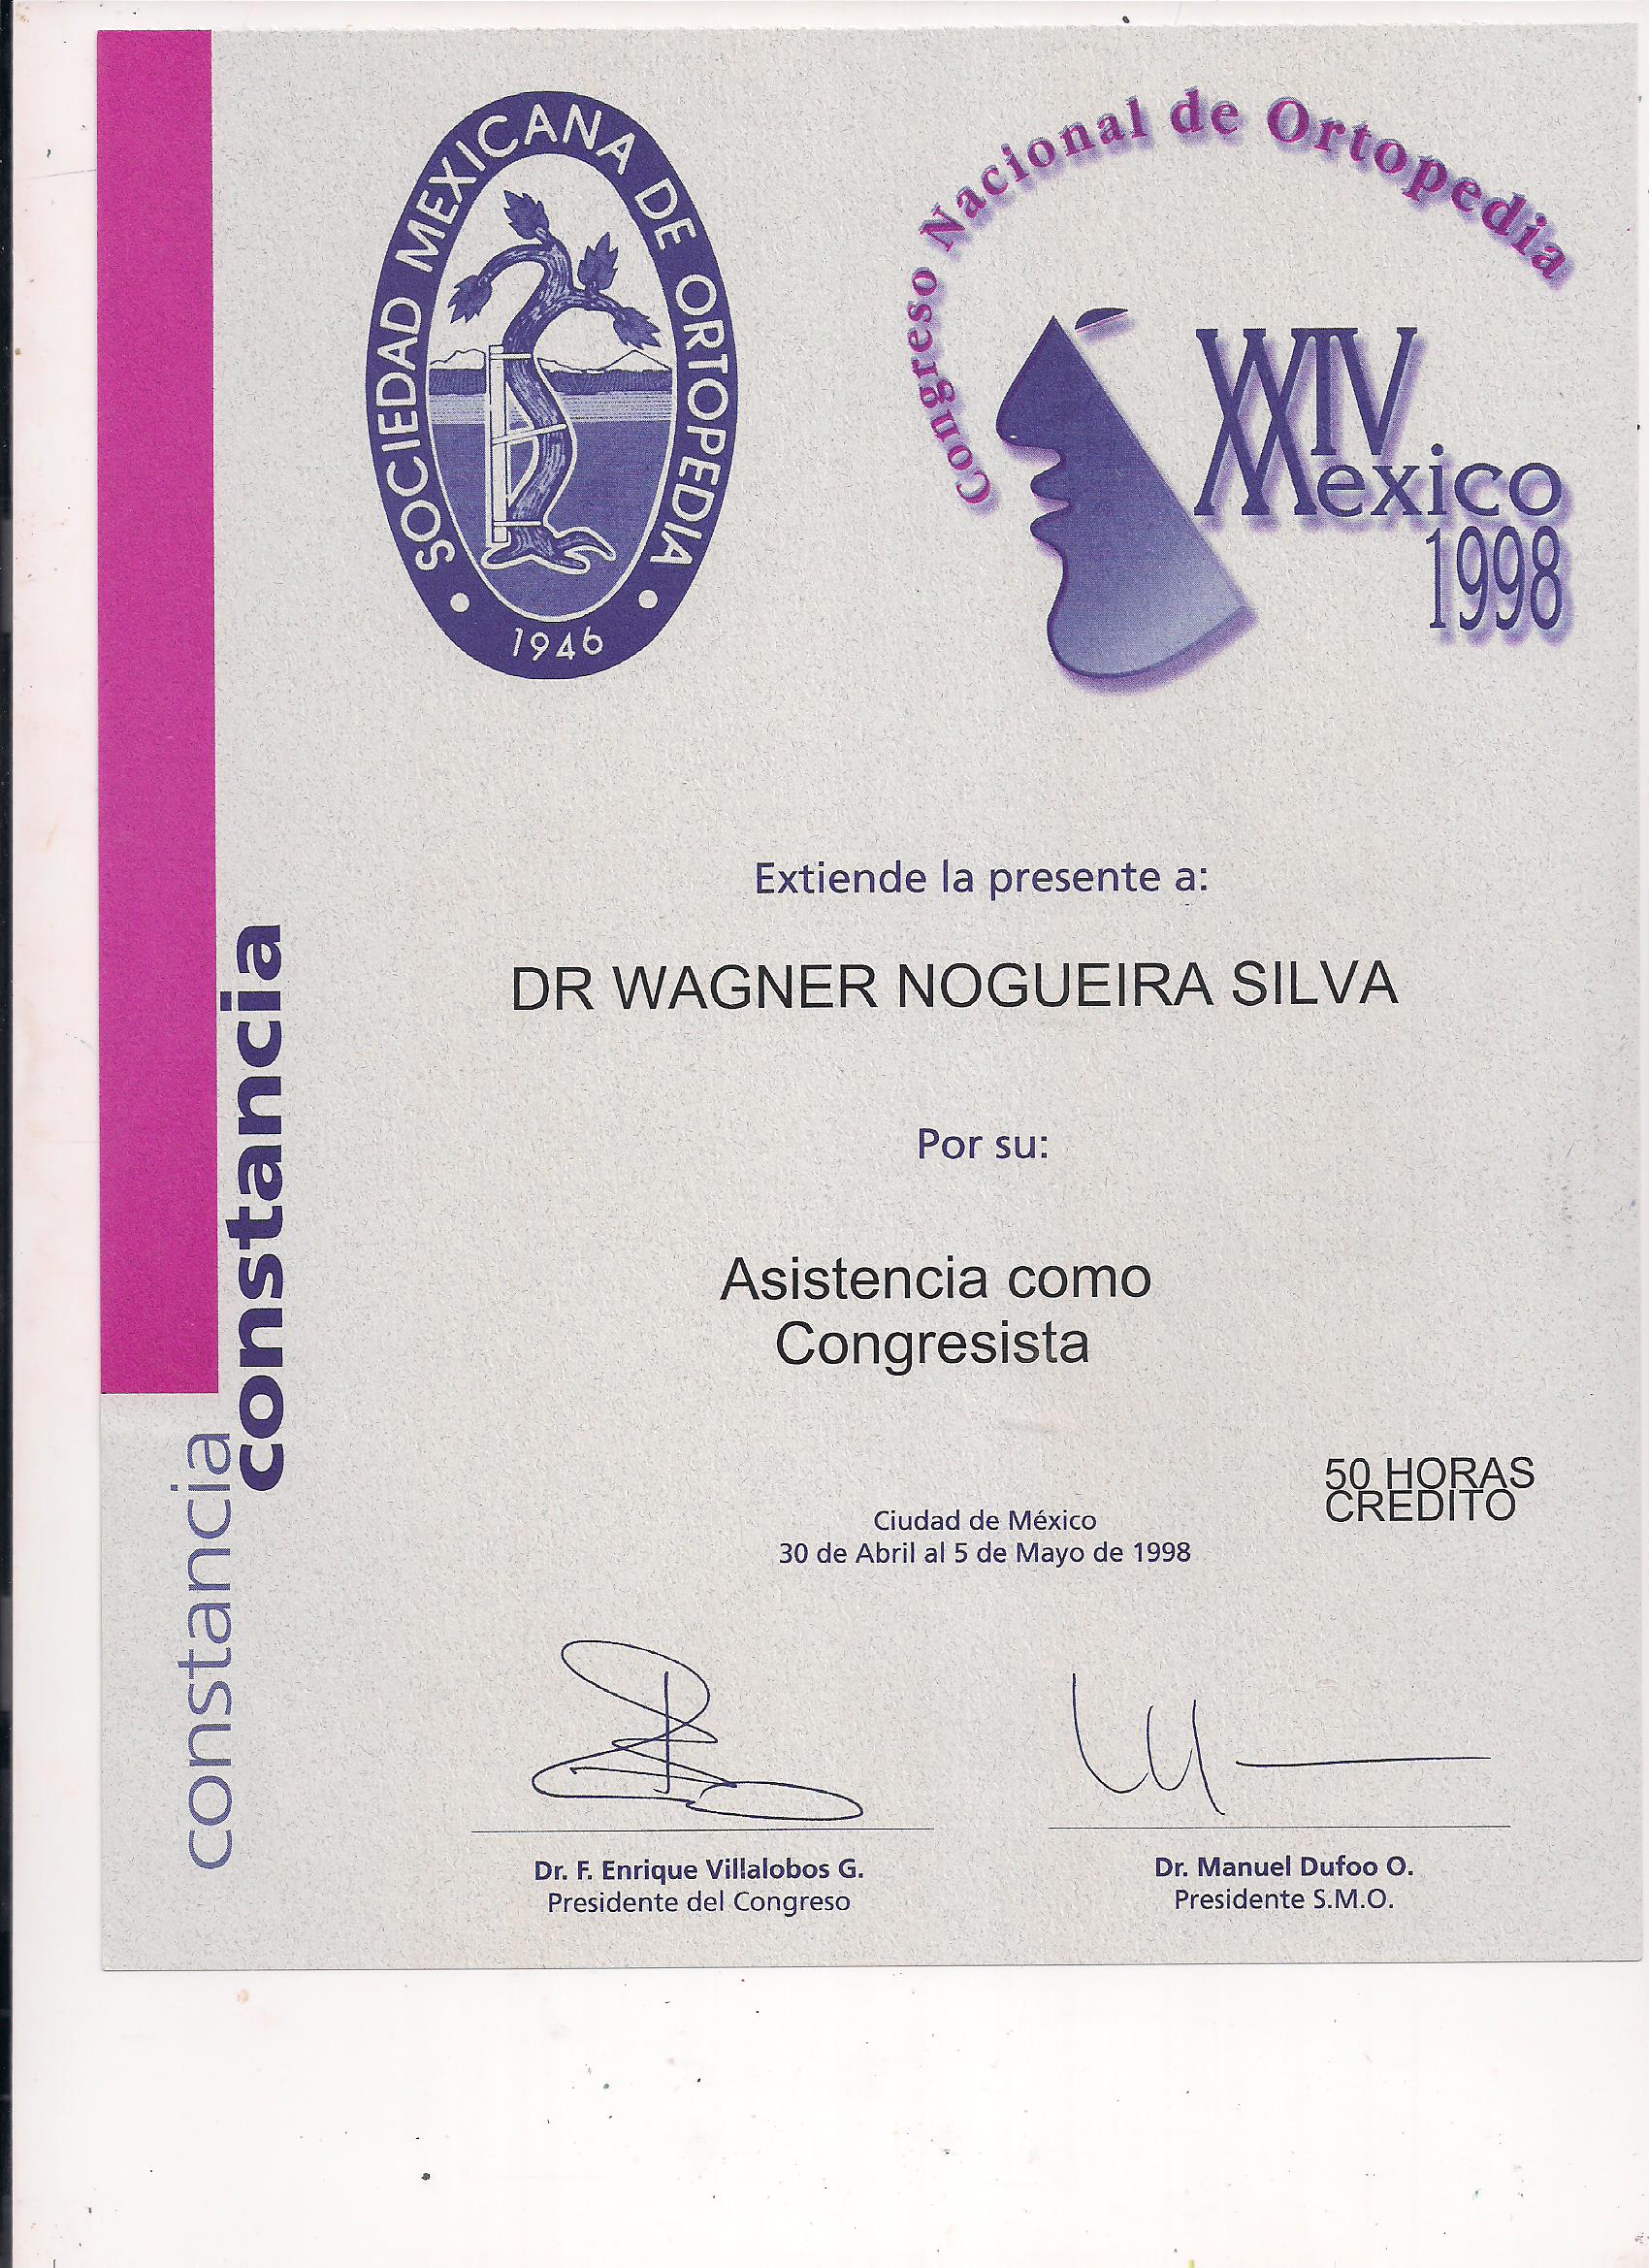 SOCIEDAD MEXICANA DE ORTOPEDIA
1946
Congreso Nacional de Ortopedia
XXIV
Mexico
1998
Extiende la presente a:
DR WAGNER NOGUEIRA SILVA
Por su:
Asistencia como
Congresista
50 HORAS
CREDITO
Ciudad de México
30 de Abril al 5 de Mayo de 1998
Dr. F. Enrique Villalobos G.
Presidente del Congreso
Dr. Manuel Dufoo O.
Presidente S.M.O.
constancia
constancia